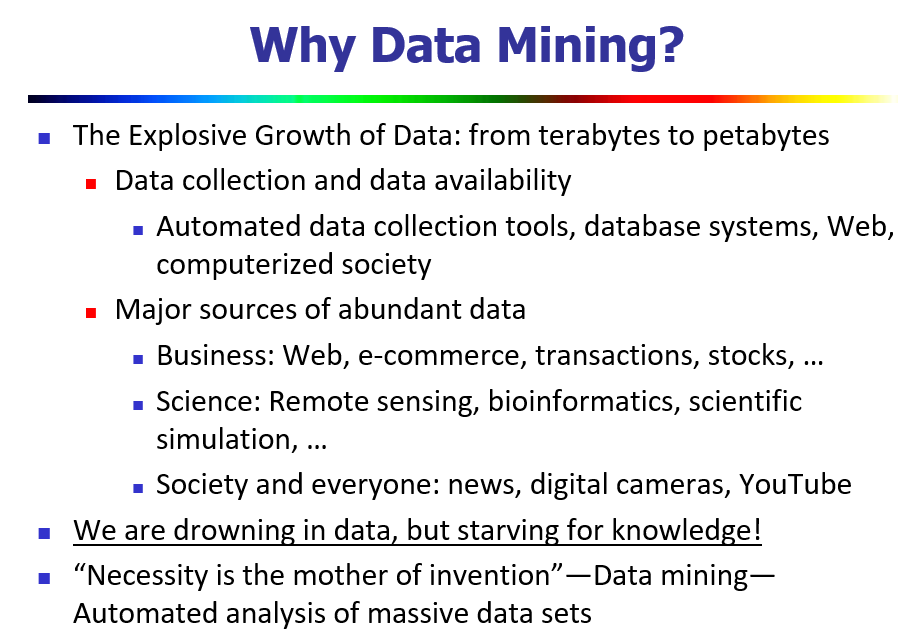 Why Data Mining?
The Explosive Growth of Data: from terabytes to petabytes
Data collection and data availability
Automated data collection tools, database systems, Web,
computerized society
Major sources of abundant data
Business: Web, e-commerce, transactions, stocks, …
Science: Remote sensing, bioinformatics, scientific
simulation, …
Society and everyone: news, digital cameras, YouTube
We are drowning in data, but starving for knowledge!
“Necessity is the mother of invention”—Data mining—
Automated analysis of massive data sets